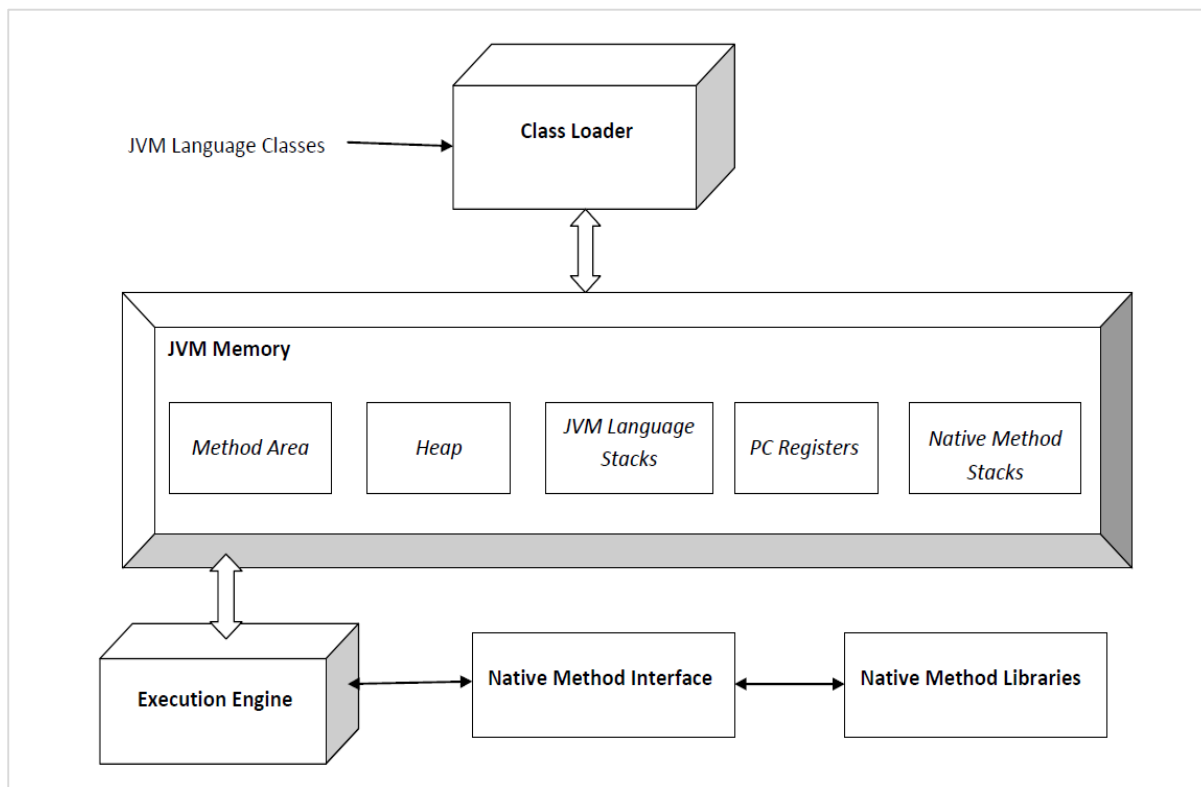 Class Loader
JVM Language Classes
JVM Memory
Method Area
Heap
JVM Language
Stacks
PC Registers
Native Method
Stacks
Execution Engine
Native Method Interface
Native Method Libraries